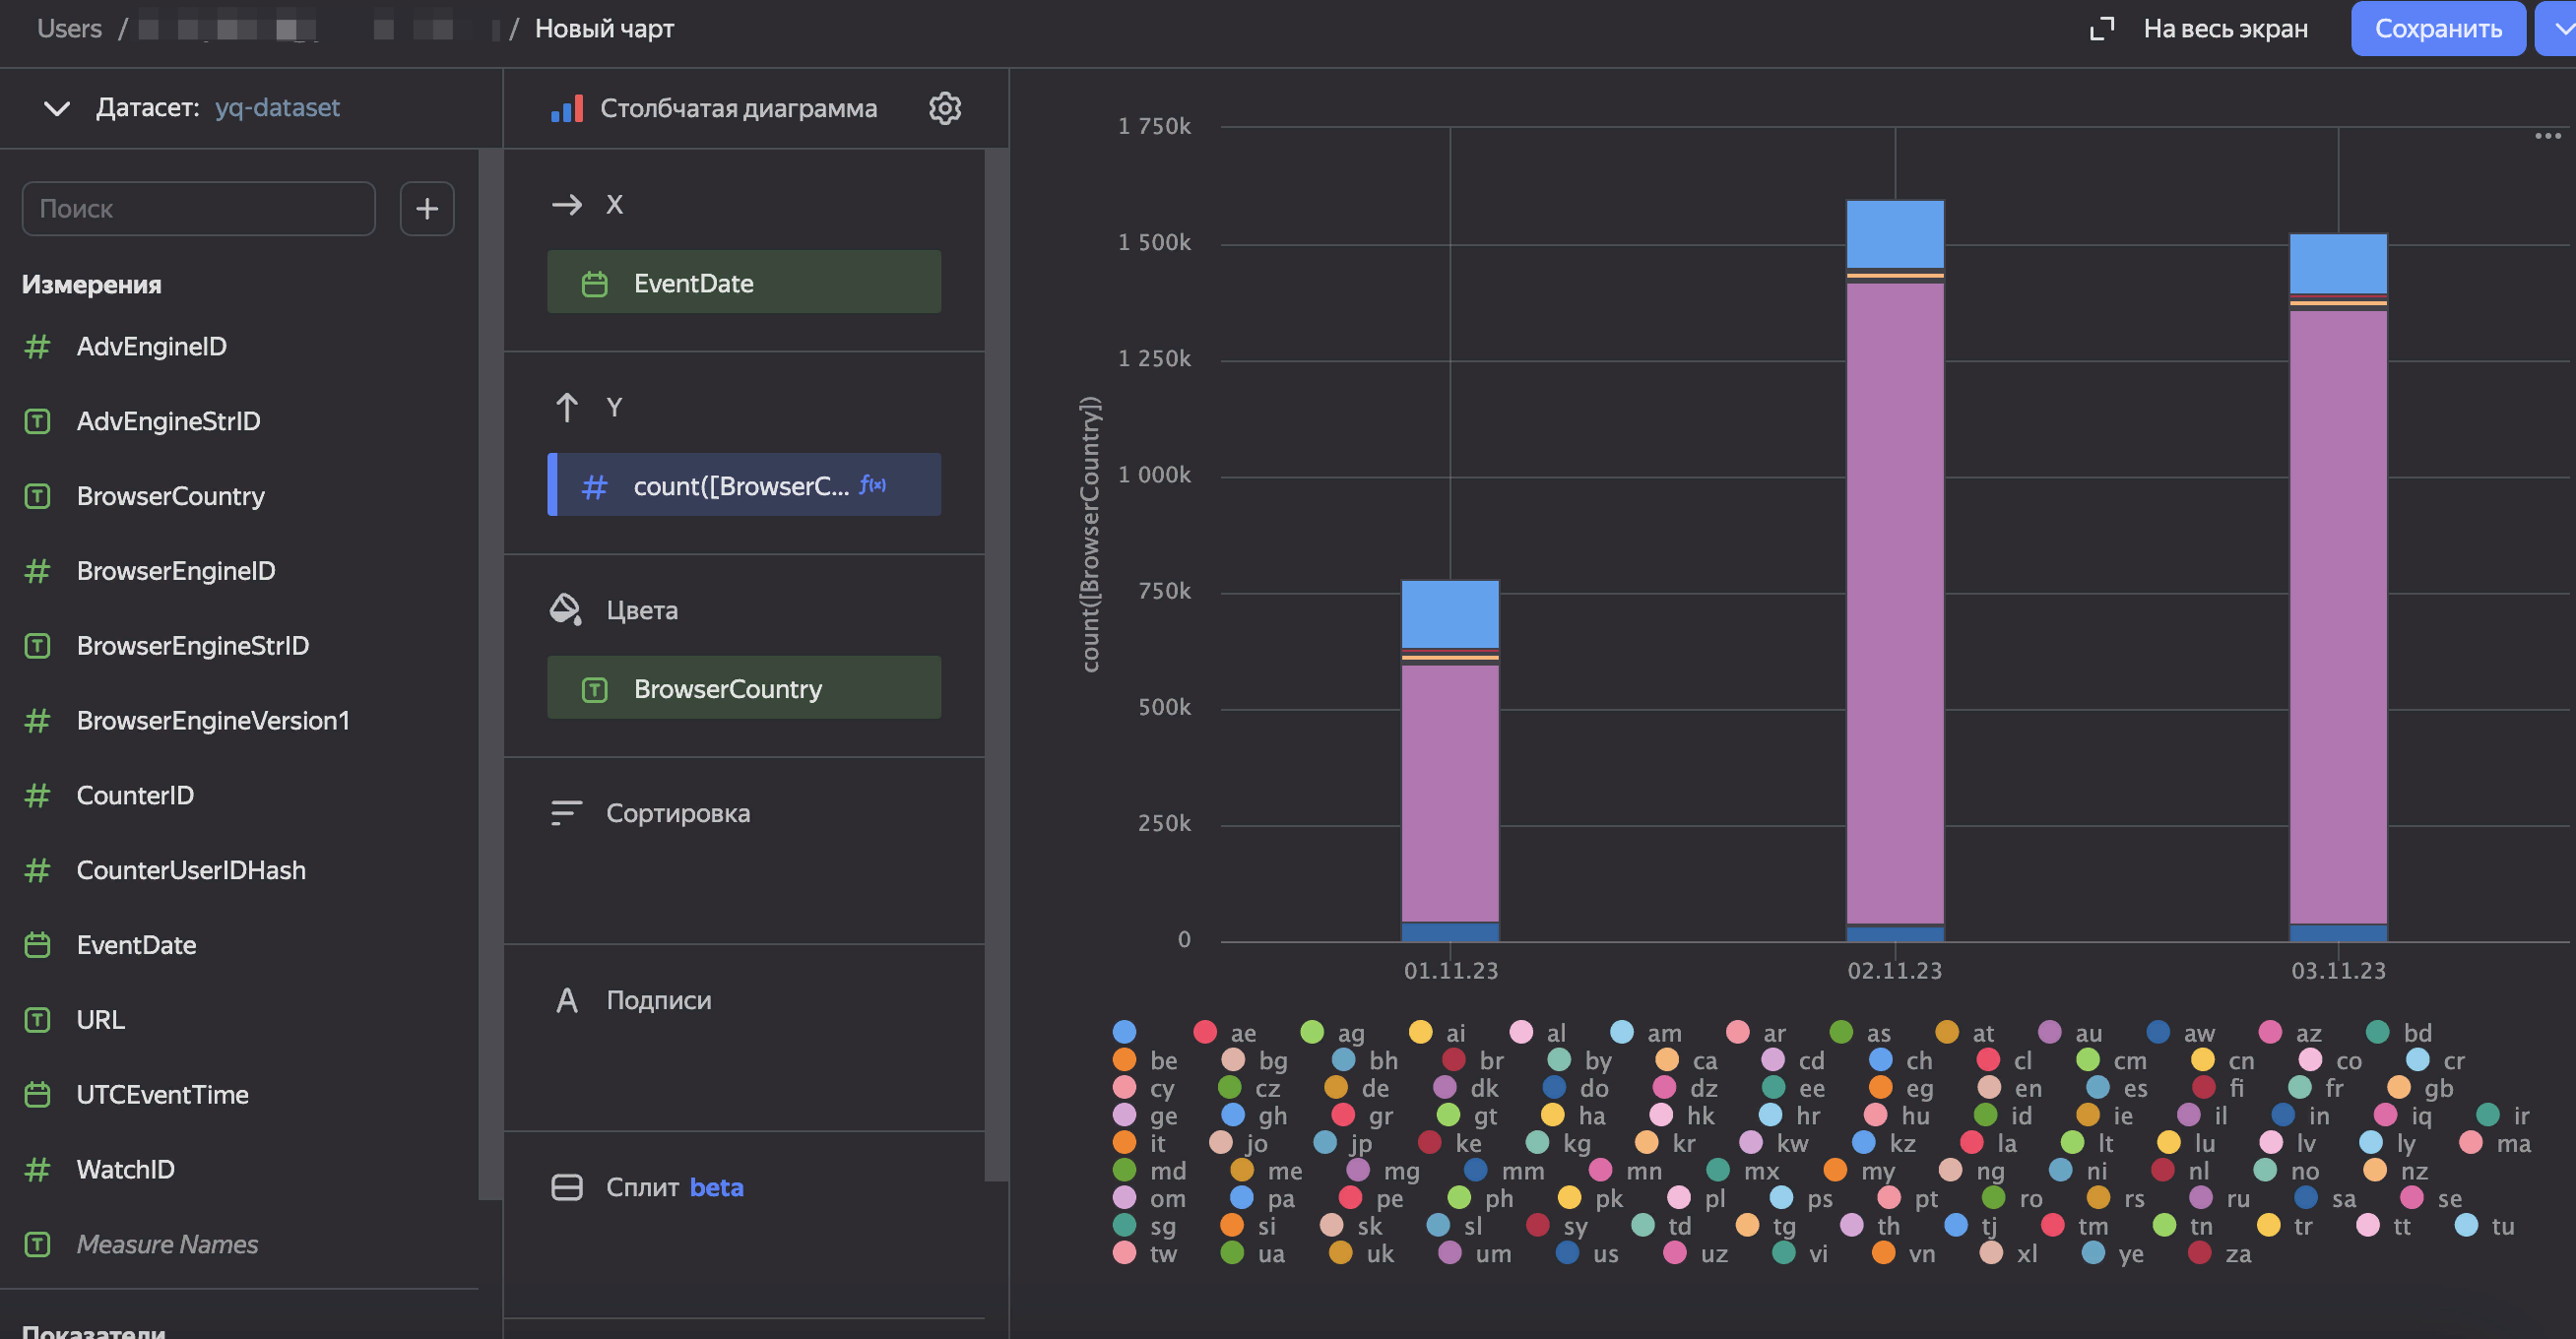 Users / / Новый чарт
На весь экран
Сохранить
Датасет: yq-dataset
Поиск
Измерения
AdvEngineID
AdvEngineStrID
BrowserCountry
BrowserEngineID
BrowserEngineStrID
BrowserEngineVersion1
CounterID
CounterUserIDHash
EventDate
URL
UTCEventTime
WatchID
Measure Names
Показатели
Столбчатая диаграмма
X
EventDate
Y
count([BrowserC... f(x)
Цвета
BrowserCountry
Сортировка
Подписи
Сплит beta
count([BrowserCountry])
1 750k
1 500k
1 250k
1 000k
750k
500k
250k
0
01.11.23 02.11.23 03.11.23
ae ag ai al am ar as at au aw az bd
be bg bh br by ca cd ch cl cm cn co cr
cy cz de dk do dz ee eg en es fi fr gb
ge gh gr gt ha hk hr hu id ie il in iq ir
it jo jp ke kg kr kw kz la lt lu lv ly ma
md me mg mm mn mx my ng ni nl no nz
om pa pe ph pk pl ps pt ro rs ru sa se
sg si sk sl sy td tg th tj tm tn tr tt tu
tw ua uk um us uz vi vn xl ye za